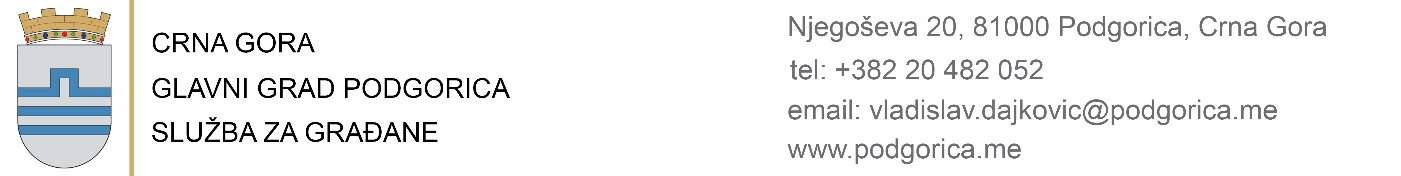 CRNA GORA
GLAVNI GRAD PODGORICA
SLUŽBA ZA GRAĐANE
Njegoševa 20, 81000 Podgorica, Crna Gora
tel: +382 20 482 052
email: vladislav.dajkovic@podgorica.me
www.podgorica.me